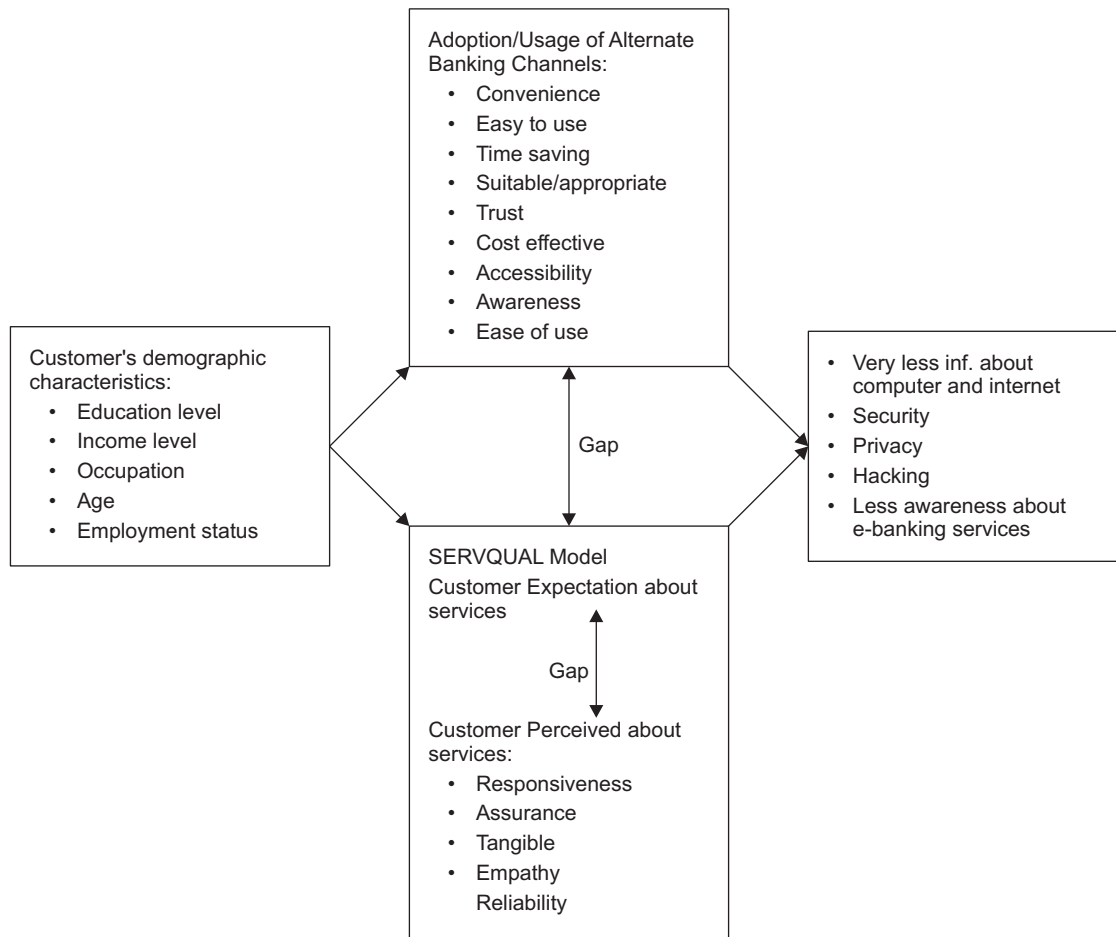 Adoption/Usage of Alternate
Banking Channels:
• Convenience
• Easy to use
• Time saving
• Suitable/appropriate
• Trust
• Cost effective
• Accessibility
• Awareness
• Ease of use
Customer's demographic
characteristics:
• Education level
• Income level
• Occupation
• Age
• Employment status
Gap
• Very less inf. about
computer and internet
• Security
• Privacy
• Hacking
• Less awareness about
e-banking services
SERVQUAL Model
Customer Expectation about
services
Gap
Customer Perceived about
services:
• Responsiveness
• Assurance
• Tangible
• Empathy
Reliability